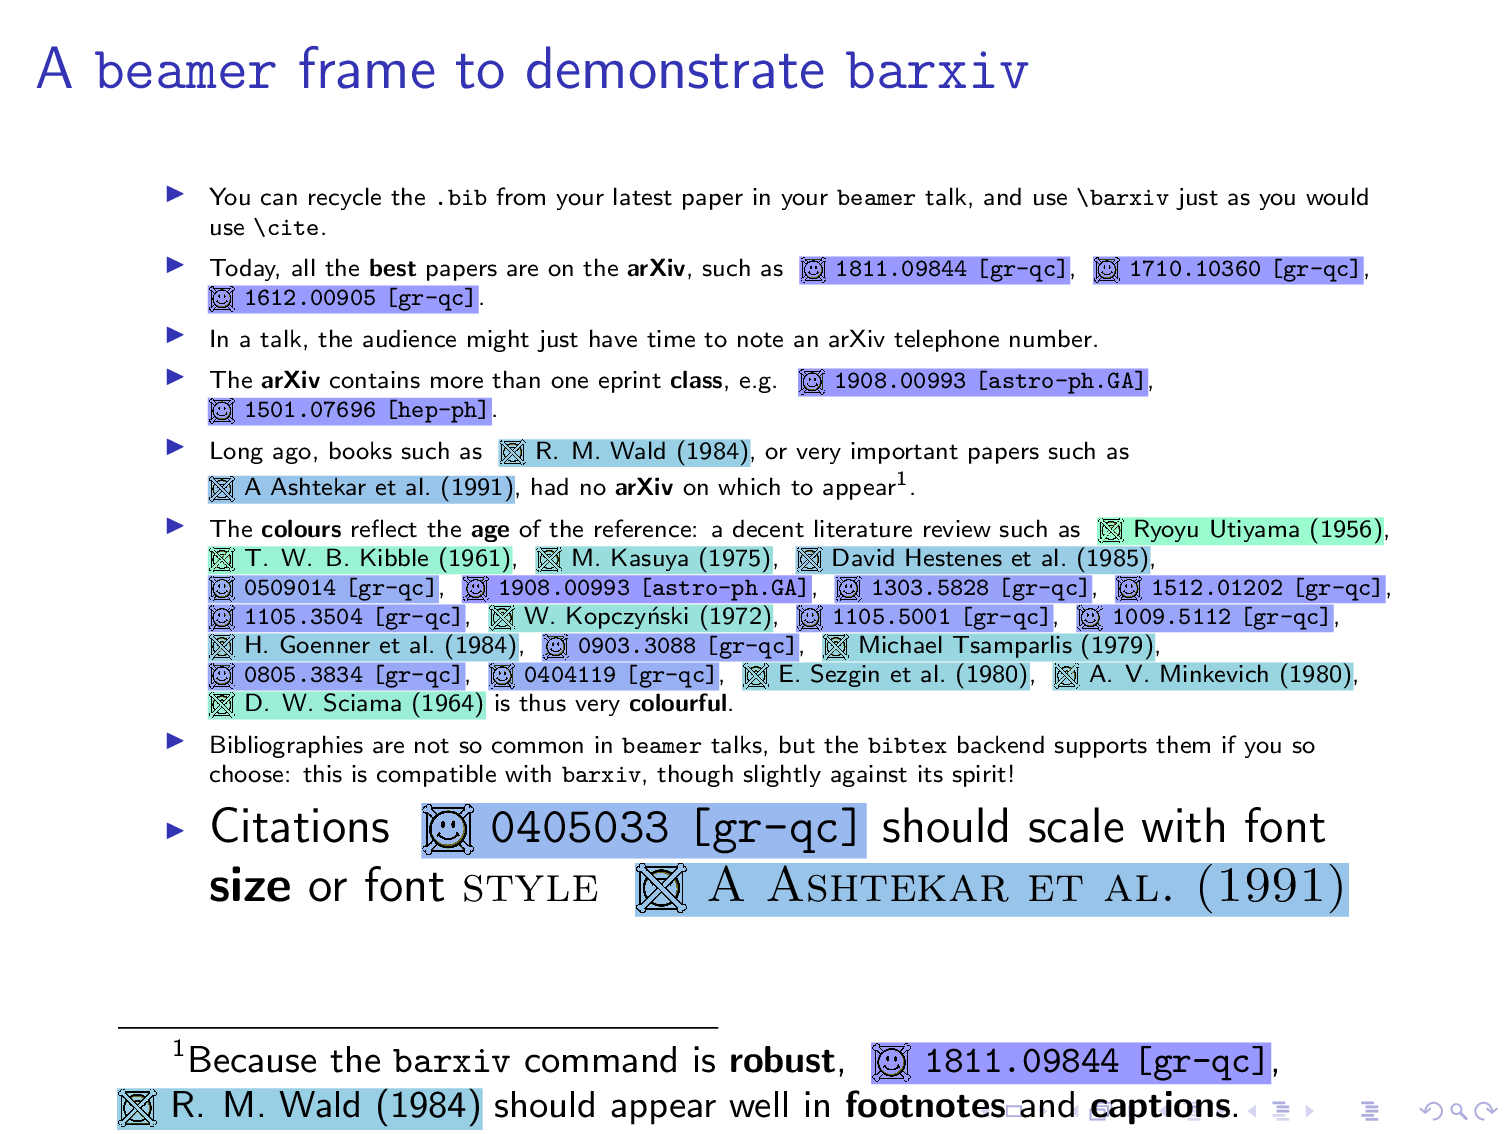 A beamer frame to demonstrate barxiv
You can recycle the .bib from your latest paper in your beamer talk, and use \barxiv just as you would
use \cite.
Today, all the best papers are on the arXiv, such as 1811.09844 [gr-qc], 1710.10360 [gr-qc],
1612.00905 [gr-qc].
In a talk, the audience might just have time to note an arXiv telephone number.
The arXiv contains more than one eprint class, e.g. 1908.00993 [astro-ph.GA],
1501.07696 [hep-ph].
Long ago, books such as R. M. Wald (1984), or very important papers such as
A Ashtekar et al. (1991), had no arXiv on which to appear1.
The colours reflect the age of the reference: a decent literature review such as Ryoyu Utiyama (1956),
T. W. B. Kibble (1961), M. Kasuya (1975), David Hestenes et al. (1985),
0509014 [gr-qc], 1908.00993 [astro-ph.GA], 1303.5828 [gr-qc], 1512.01202 [gr-qc],
1105.3504 [gr-qc], W. Kopczyński (1972), 1105.5001 [gr-qc], 1009.5112 [gr-qc],
H. Goenner et al. (1984), 0903.3088 [gr-qc], Michael Tsamparlis (1979),
0805.3834 [gr-qc], 0404119 [gr-qc], E. Sezgin et al. (1980), A. V. Minkevich (1980),
D. W. Sciama (1964) is thus very colourful.
Bibliographies are not so common in beamer talks, but the bibtex backend supports them if you so
choose: this is compatible with barxiv, though slightly against its spirit!
Citations 0405033 [gr-qc] should scale with font
size or font STYLE A ASHTEKAR ET AL. (1991)
1Because the barxiv command is robust, 1811.09844 [gr-qc],
R. M. Wald (1984) should appear well in footnotes and captions.